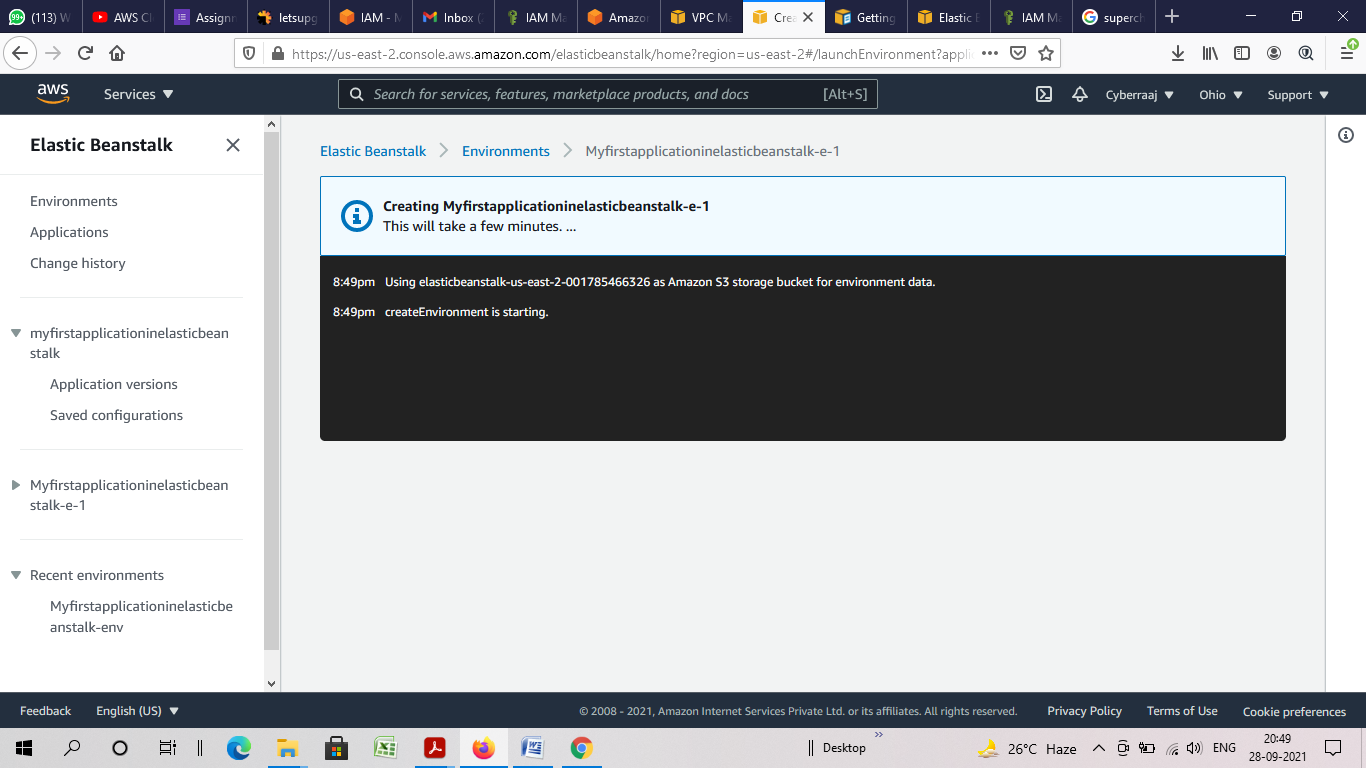 (113) W
AWS Cl
Assignm
letsupg
IAM - M
Inbox (
IAM Ma
Amazon
VPC Ma
Crea
Getting
Elastic E
IAM Ma
superch
https://us-east-2.console.aws.amazon.com/elasticbeanstalk/home?region=us-east-2#/launchEnvironment?appli
aws
Services
Search for services, features, marketplace products, and docs
[Alt+S]
Cyberraaj
Ohio
Support
Elastic Beanstalk
Environments
Applications
Change history
myfirstapplicationinelasticbean
stalk
Application versions
Saved configurations
Myfirstapplicationinelasticbean
stalk-e-1
Recent environments
Myfirstapplicationinelasticbe
anstalk-env
Elastic Beanstalk > Environments > Myfirstapplicationinelasticbeanstalk-e-1
Creating Myfirstapplicationinelasticbeanstalk-e-1
This will take a few minutes. ...
8:49pm Using elasticbeanstalk-us-east-2-001785466326 as Amazon S3 storage bucket for environment data.
8:49pm createEnvironment is starting.
Feedback
English (US)
© 2008 - 2021, Amazon Internet Services Private Ltd. or its affiliates. All rights reserved.
Privacy Policy
Terms of Use
Cookie preferences
Desktop
26°C Haze
ENG
20:49
28-09-2021